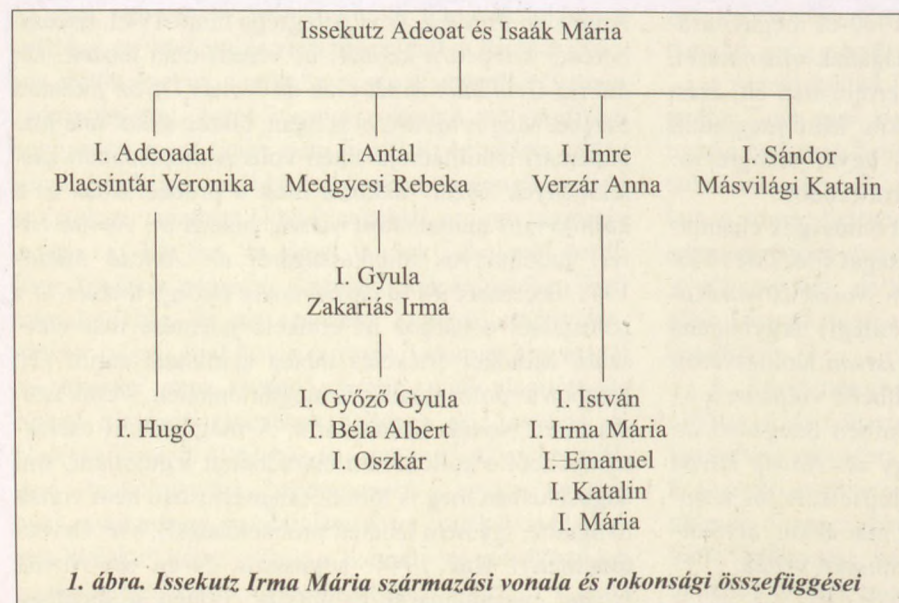 Issekutz Adeoat és Isaák Mária
I. Adeoadat
Placsintár Veronika
I. Antal
Medgyesi Rebeka
I. Imre
Verzár Anna
I. Sándor
Másvilági Katalin
I. Gyula
Zakariás Irma
I. Hugó
I. Győző Gyula
I. Béla Albert
I. Oszkár
I. István
I. Irma Mária
I. Emanuel
I. Katalin
I. Mária
1. ábra. Issekutz Irma Mária származási vonala és rokonsági összefüggései